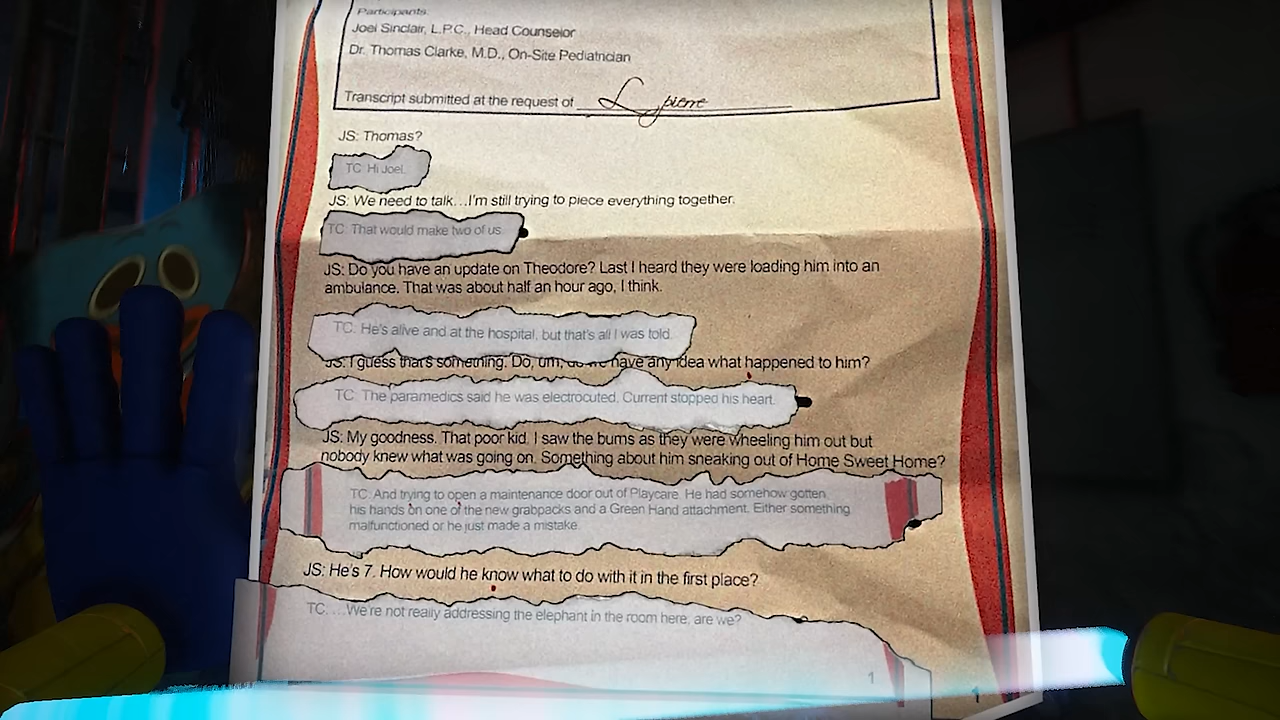 Participants:
Joel Sinclair, L.P.C., Head Counselor
Dr. Thomas Clarke, M.D., On-Site Pediatrician
Transcript submitted at the request of L pierre
JS: Thomas?
TC: Hi Joel.
JS: We need to talk...I'm still trying to piece everything together.
TC: That would make two of us.
JS: Do you have an update on Theodore? Last I heard they were loading him into an
ambulance. That was about half an hour ago, I think.
TC: He's alive and at the hospital, but that's all I was told.
JS: I guess that's something. Do, um, do we have any idea what happened to him?
TC: The paramedics said he was electrocuted. Current stopped his heart.
JS: My goodness. That poor kid. I saw the burns as they were wheeling him out but
nobody knew what was going on. Something about him sneaking out of Home Sweet Home?
TC: And trying to open a maintenance door out of Playcare. He had somehow gotten
his hands on one of the new grabpacks and a Green Hand attachment. Either something
malfunctioned or he just made a mistake.
JS: He's 7. How would he know what to do with it in the first place?
TC: ...We're not really addressing the elephant in the room here, are we?
1
1